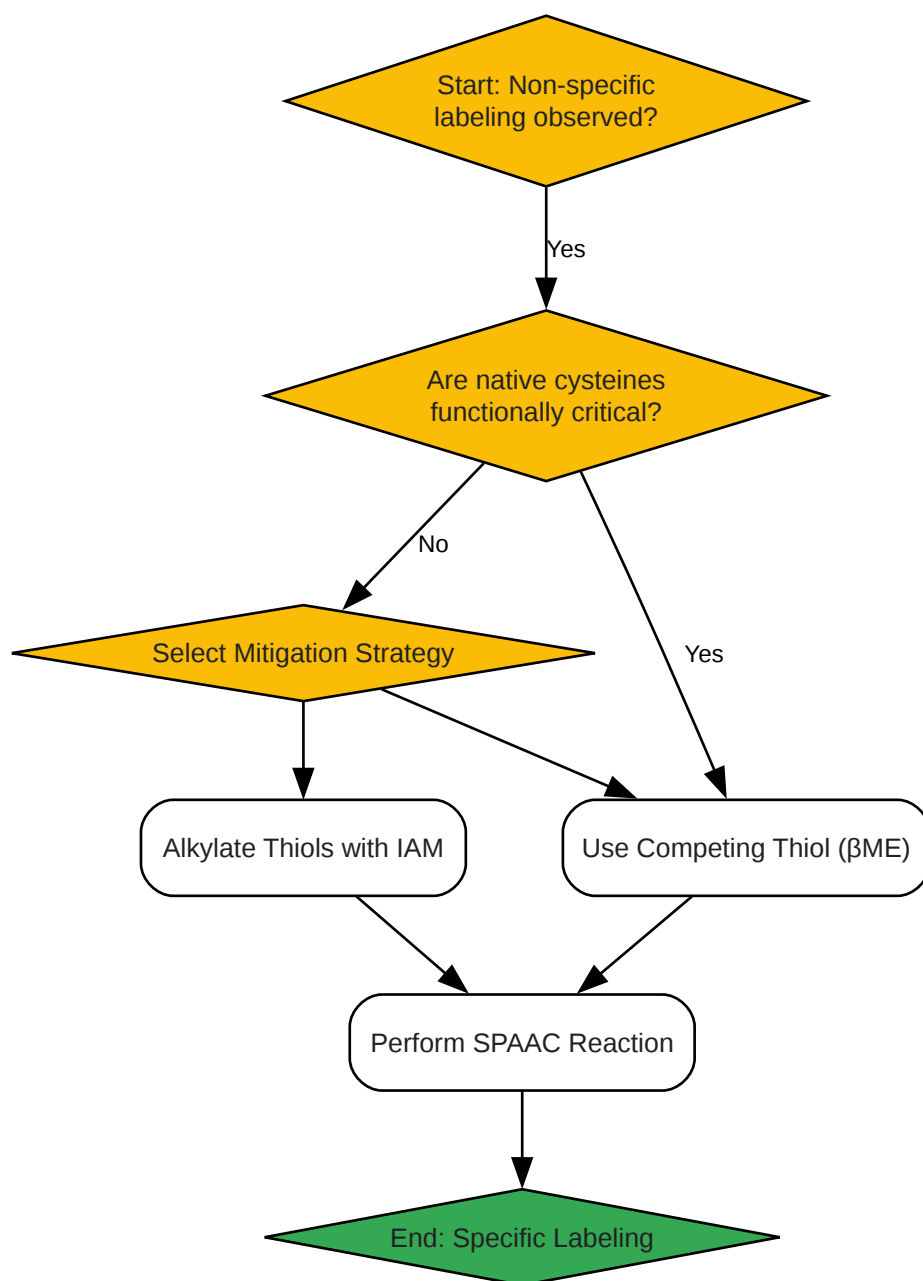 Start: Non-specific
labeling observed?
Yes
Are native cysteines
functionally critical?
No
Select Mitigation Strategy
Yes
Alkylate Thiols with IAM
Use Competing Thiol (βME)
Perform SPAAC Reaction
End: Specific Labeling